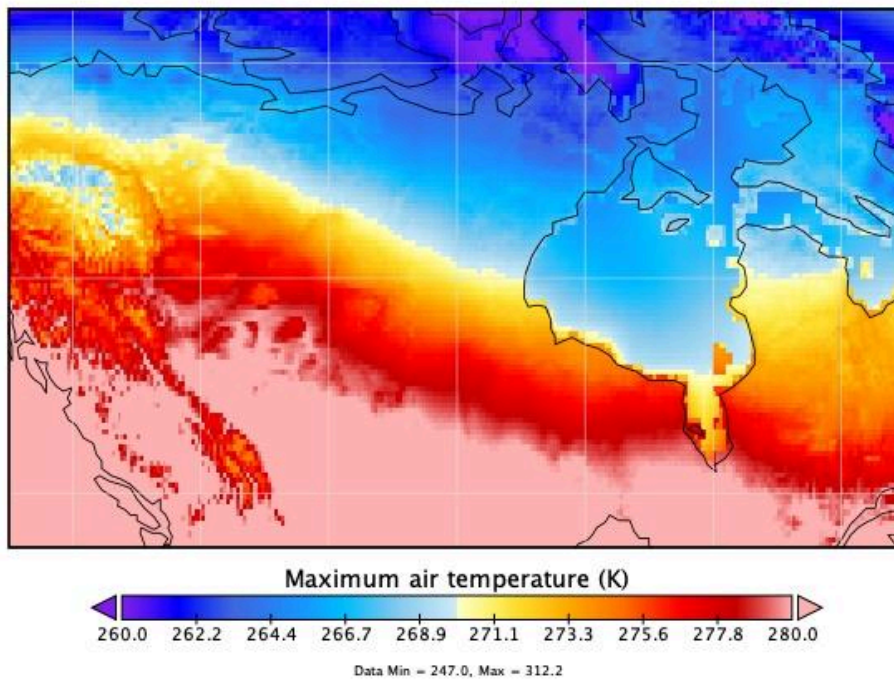 Maximum air temperature (K)
260.0 262.2 264.4 266.7 268.9 271.1 273.3 275.6 277.8 280.0
Data Min = 247.0, Max = 312.2